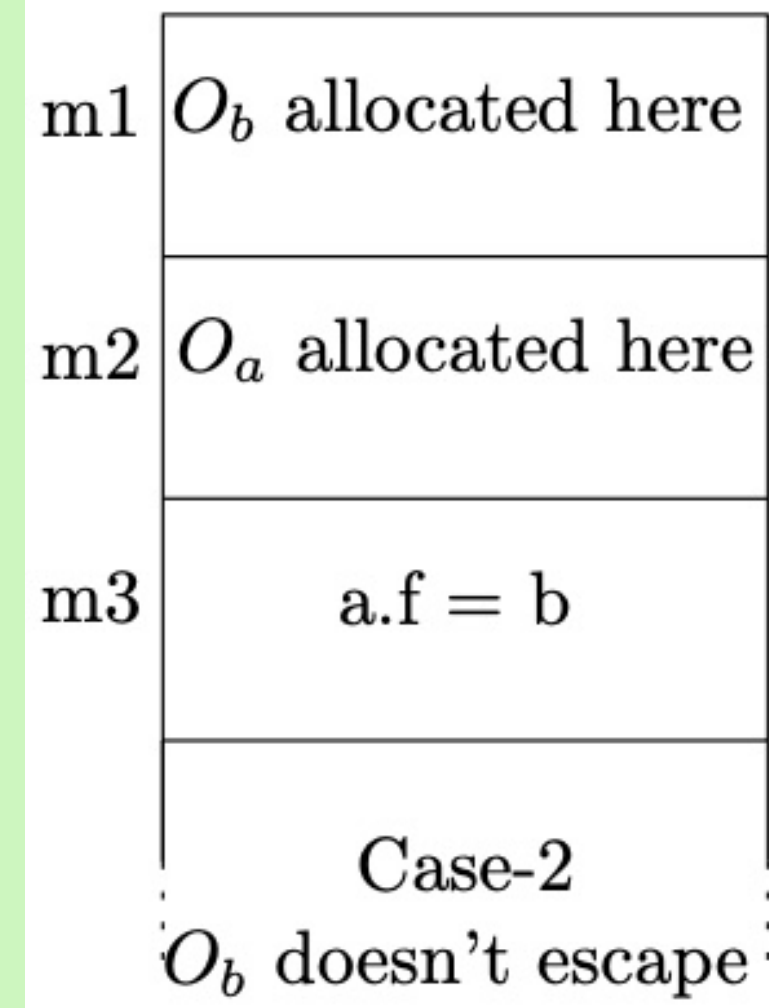 m1 O_b allocated here
m2 O_a allocated here
m3 a.f = b
Case-2
O_b doesn't escape